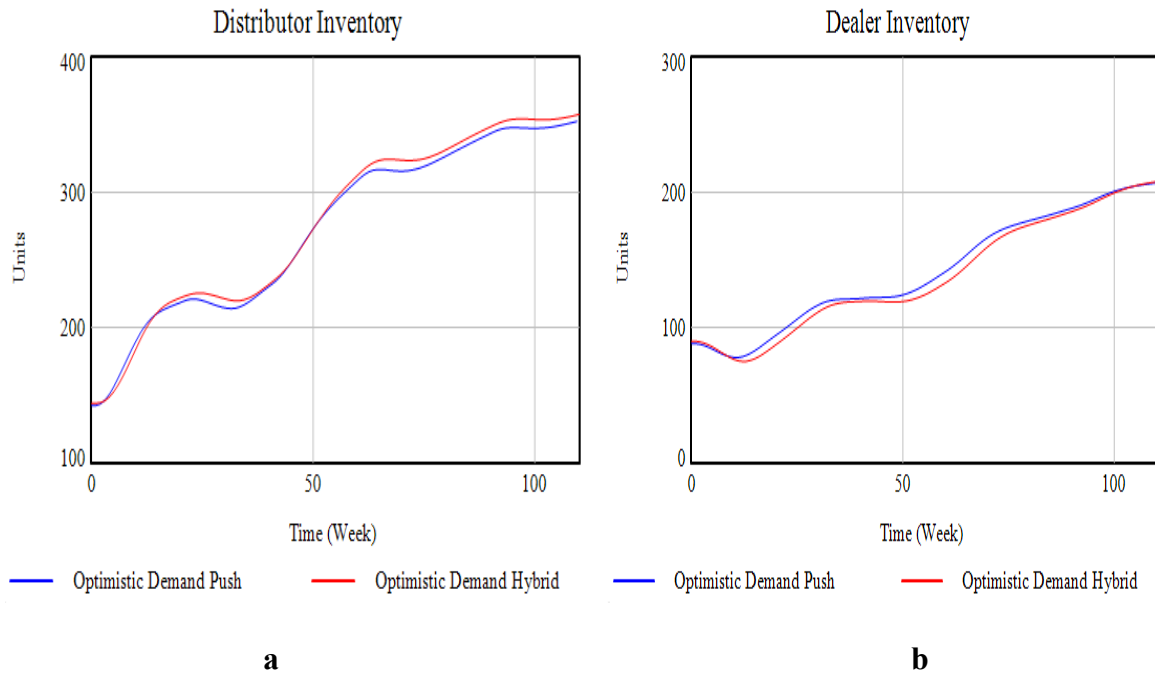 Distributor Inventory
400
300
200
100
Units
0 50 100
Time (Week)
Optimistic Demand Push Optimistic Demand Hybrid
a
Dealer Inventory
300
200
100
0
Units
0 50 100
Time (Week)
Optimistic Demand Push Optimistic Demand Hybrid
b